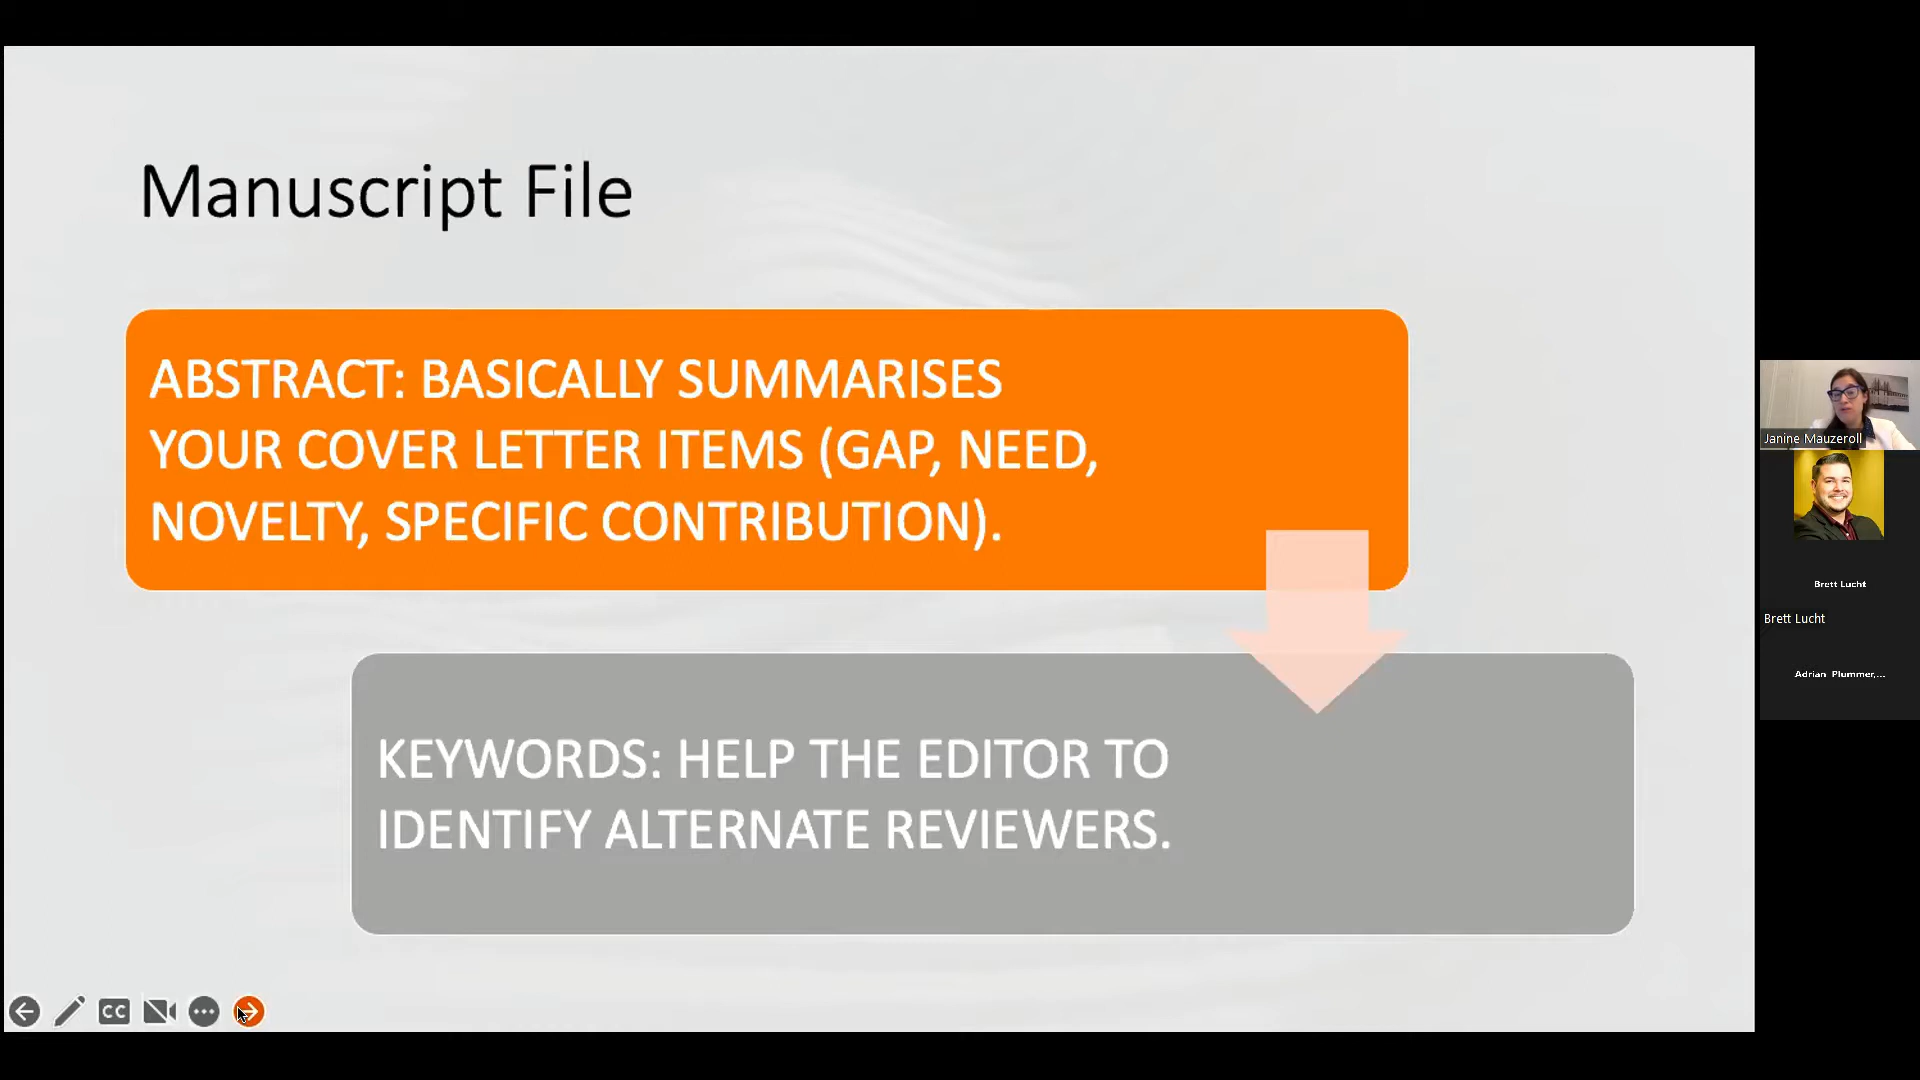 Manuscript File
ABSTRACT: BASICALLY SUMMARISES
YOUR COVER LETTER ITEMS (GAP, NEED,
NOVELTY, SPECIFIC CONTRIBUTION).
KEYWORDS: HELP THE EDITOR TO
IDENTIFY ALTERNATE REVIEWERS.
CC
Janine Mauzeroll
Brett Lucht
Brett Lucht
Adrian Plummer,...